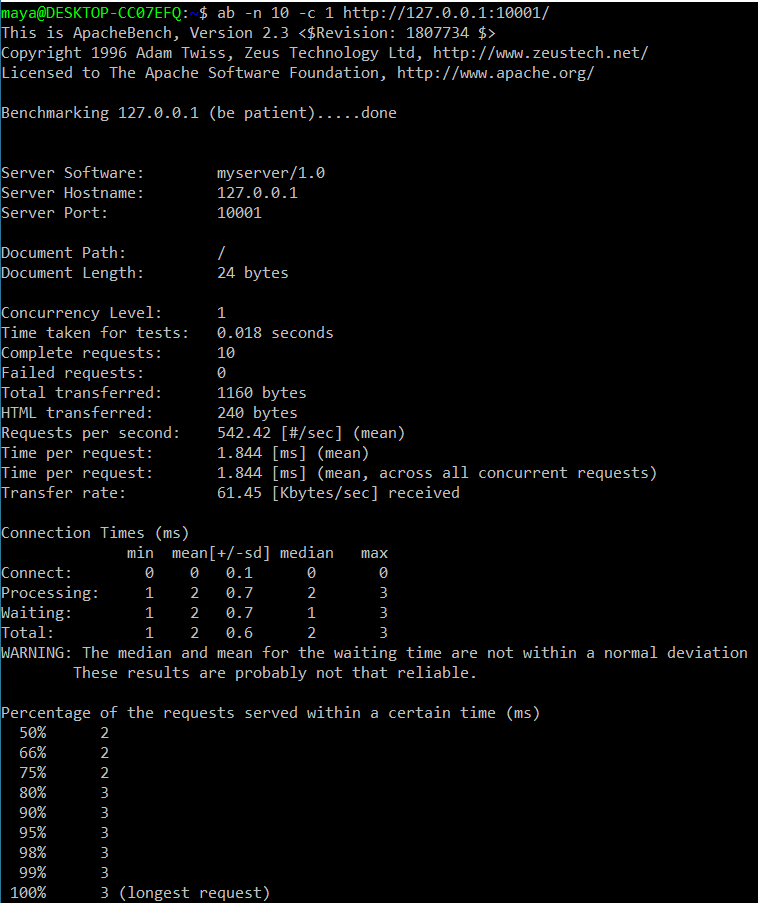 maya@DESKTOP-CC07EFQ:~$ ab -n 10 -c 1 http://127.0.0.1:10001/
This is ApacheBench, Version 2.3 <$Revision: 1807734 $>
Copyright 1996 Adam Twiss, Zeus Technology Ltd, http://www.zeustech.net/
Licensed to The Apache Software Foundation, http://www.apache.org/

Benchmarking 127.0.0.1 (be patient).....done


Server Software:        myserver/1.0
Server Hostname:        127.0.0.1
Server Port:            10001

Document Path:          /
Document Length:        24 bytes

Concurrency Level:      1
Time taken for tests:   0.018 seconds
Complete requests:      10
Failed requests:        0
Total transferred:      1160 bytes
HTML transferred:       240 bytes
Requests per second:    542.42 [#/sec] (mean)
Time per request:       1.844 [ms] (mean)
Time per request:       1.844 [ms] (mean, across all concurrent requests)
Transfer rate:          61.45 [Kbytes/sec] received

Connection Times (ms)
              min  mean[+/-sd] median   max
Connect:        0    0   0.1      0       0
Processing:     1    2   0.7      2       3
Waiting:        1    2   0.7      1       3
Total:          1    2   0.6      2       3
WARNING: The median and mean for the waiting time are not within a normal deviation
        These results are probably not that reliable.

Percentage of the requests served within a certain time (ms)
  50%      2
  66%      2
  75%      2
  80%      3
  90%      3
  95%      3
  98%      3
  99%      3
 100%      3 (longest request)